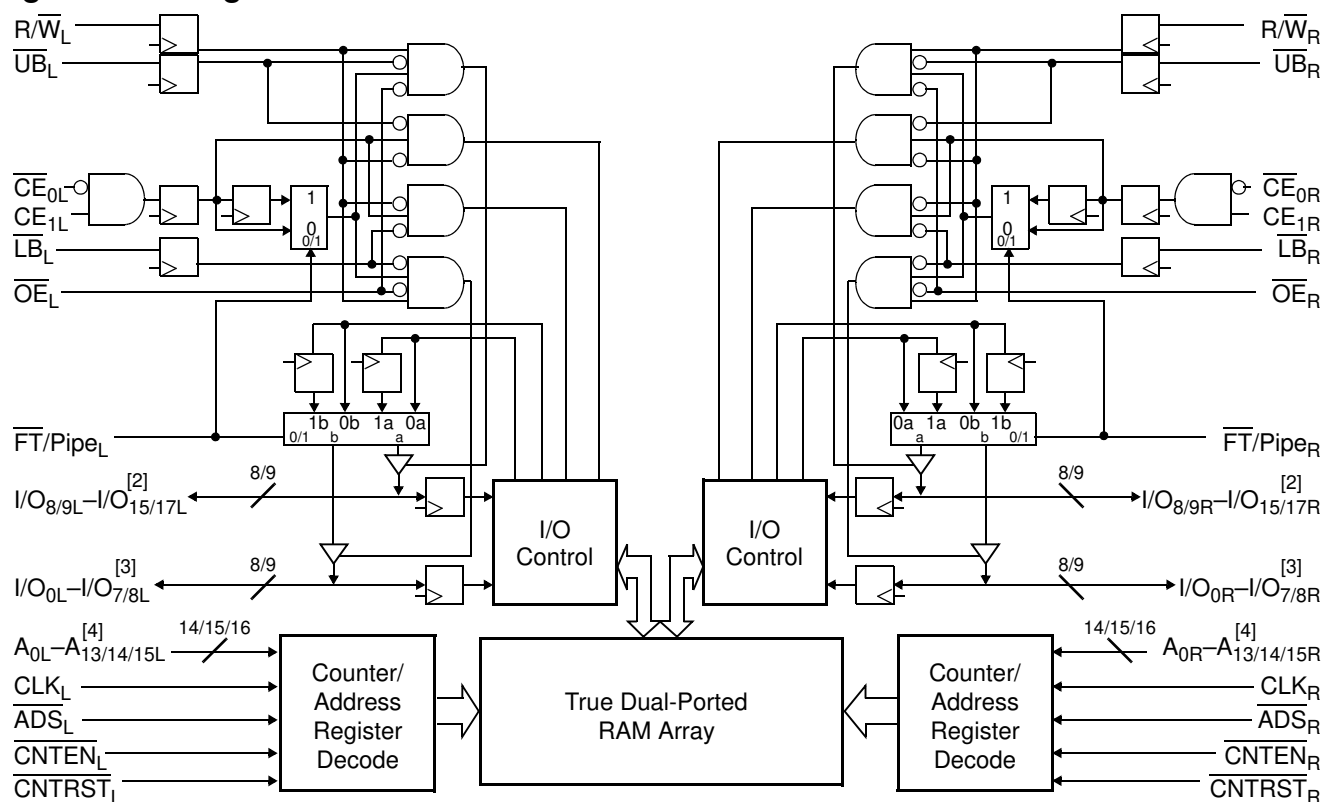 R/W̅L
R/W̅R
U̅B̅L
U̅B̅R
C̅E̅0L
CE1L
1
0
0/1
1
0
0/1
C̅E̅0R
CE1R
L̅B̅L
L̅B̅R
O̅E̅L
O̅E̅R
1b 0b 1a 0a
0/1 b a
0a 1a 0b 1b
a b 0/1
F̅T̅/PipeL
F̅T̅/PipeR
I/O8/9L–I/O15/17L[2]
8/9
8/9
I/O8/9R–I/O15/17R[2]
I/O
Control
I/O
Control
I/O0L–I/O7/8L[3]
8/9
8/9
I/O0R–I/O7/8R[3]
A0L–A13/14/15L[4]
14/15/16
14/15/16
A0R–A13/14/15R[4]
CLKL
CLKR
A̅D̅S̅L
A̅D̅S̅R
C̅N̅T̅E̅N̅L
C̅N̅T̅E̅N̅R
C̅N̅T̅R̅S̅T̅L
C̅N̅T̅R̅S̅T̅R
Counter/
Address
Register
Decode
True Dual-Ported
RAM Array
Counter/
Address
Register
Decode